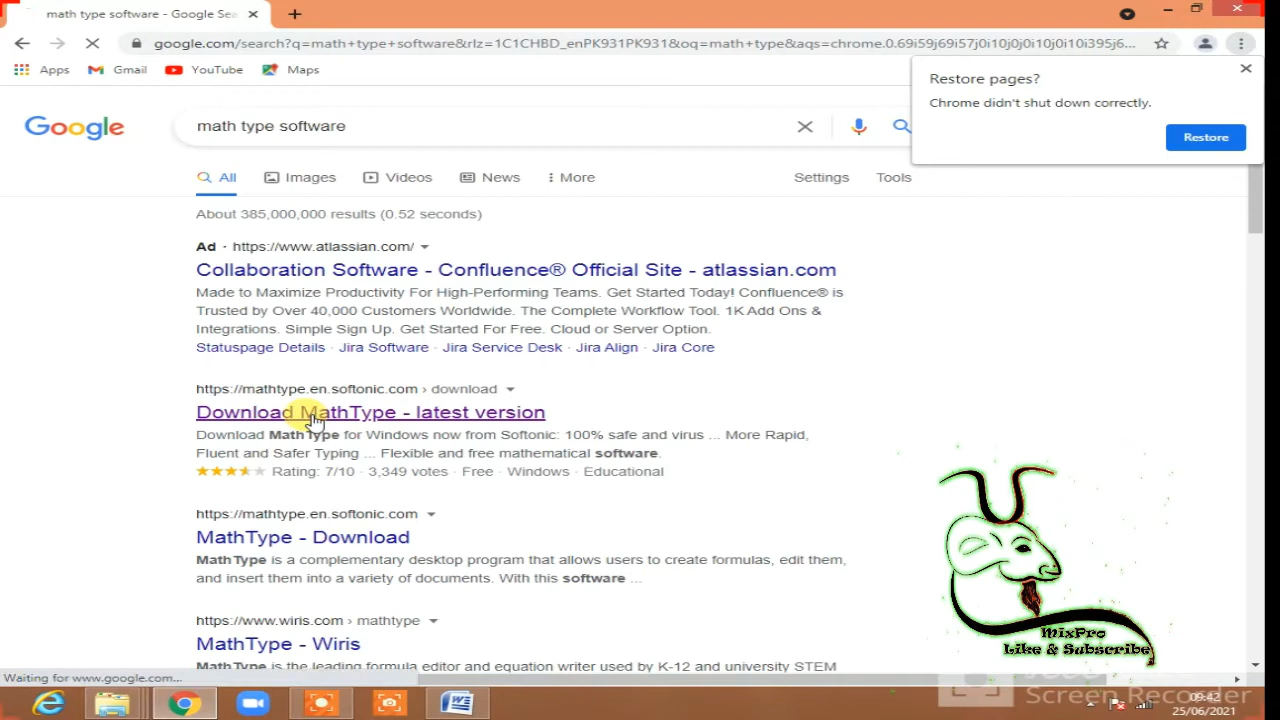 math type software - Google Sea
google.com/search?q=math+type+software&rlz=1C1CHBD_enPK931PK931&oq=math+type&aqs=chrome.0.69i59j69i57j0i10j0j0i10j0i10i395j6...
Apps Gmail YouTube Maps
Restore pages?
Chrome didn't shut down correctly.
Restore
Google
math type software
All Images Videos News More Settings Tools
About 385,000,000 results (0.52 seconds)
Ad · https://www.atlassian.com/
Collaboration Software - Confluence® Official Site - atlassian.com
Made to Maximize Productivity For High-Performing Teams. Get Started Today! Confluence® is
Trusted by Over 40,000 Customers Worldwide. The Complete Workflow Tool. 1K Add Ons &
Integrations. Simple Sign Up. Get Started For Free. Cloud or Server Option.
Statuspage Details · Jira Software · Jira Service Desk · Jira Align · Jira Core
https://mathtype.en.softonic.com › download
Download MathType - latest version
Download MathType for Windows now from Softonic: 100% safe and virus ... More Rapid,
Fluent and Safer Typing ... Flexible and free mathematical software.
Rating: 7/10 · 3,349 votes · Free · Windows · Educational
https://mathtype.en.softonic.com
MathType - Download
MathType is a complementary desktop program that allows users to create formulas, edit them,
and insert them into a variety of documents. With this software ...
https://www.wiris.com › mathtype
MathType - Wiris
MathType is the leading formula editor and equation writer used by K-12 and university STEM
MixPro
Like & Subscribe
Waiting for www.google.com...
Screen Recorder
09:42
25/06/2021